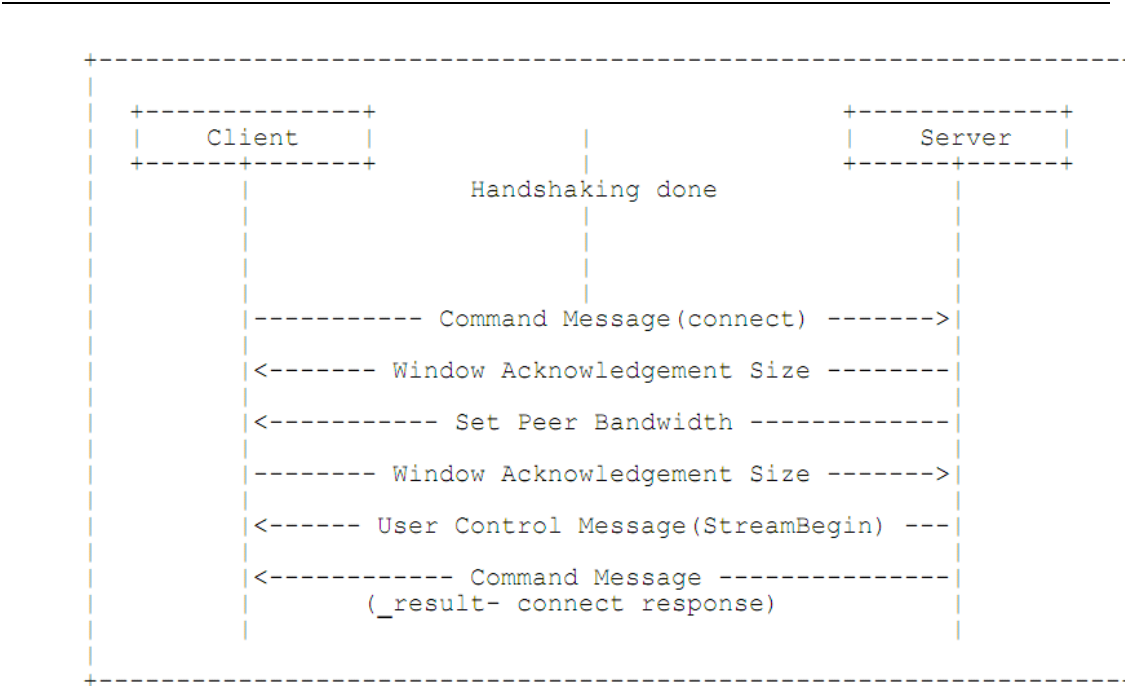 +-------------------------------------------------------------------
|
| +--------------+ +-------------+
| | Client | | | Server |
| +------+-------+ | +------+------+
| | Handshaking done |
| | | |
| | | |
| | | |
| | | |
| |----------- Command Message(connect) ------->|
| | |
| |<------- Window Acknowledgement Size --------|
| | |
| |<----------- Set Peer Bandwidth -------------|
| | |
| |-------- Window Acknowledgement Size ------->|
| | |
| |<------ User Control Message(StreamBegin) ---|
| | |
| |<------------ Command Message ---------------|
| | (_result- connect response) |
| | |
|
+-------------------------------------------------------------------